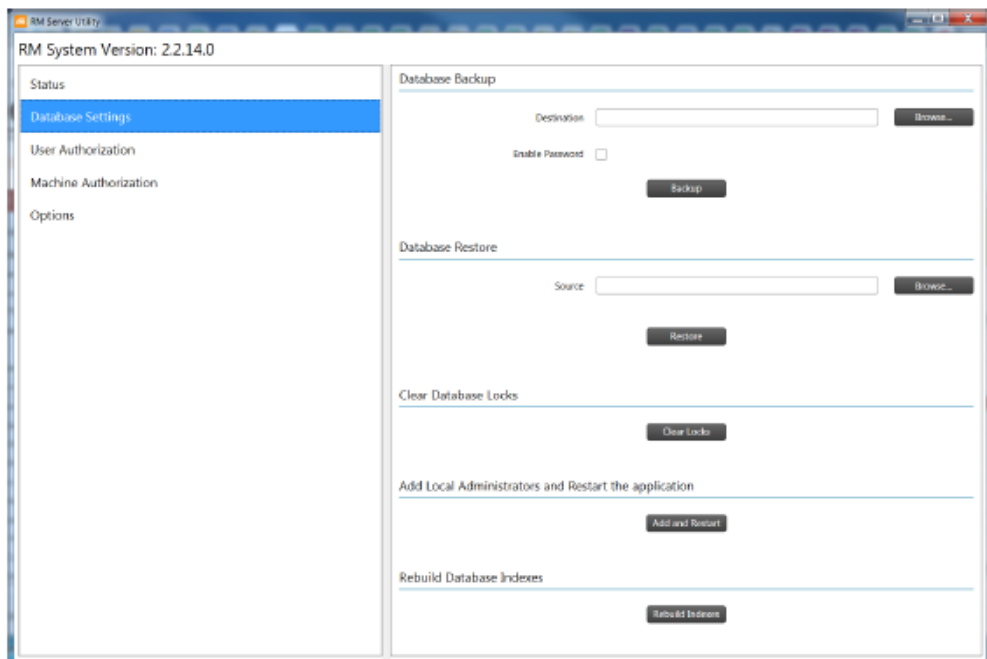 RM Server Utility
RM System Version: 2.2.14.0
Status
Database Settings
User Authorization
Machine Authorization
Options
Database Backup
Destination
Browse...
Enable Password
Backup
Database Restore
Source
Browse...
Restore
Clear Database Locks
Clear Locks
Add Local Administrators and Restart the application
Add and Restart
Rebuild Database Indexes
Rebuild Indexes